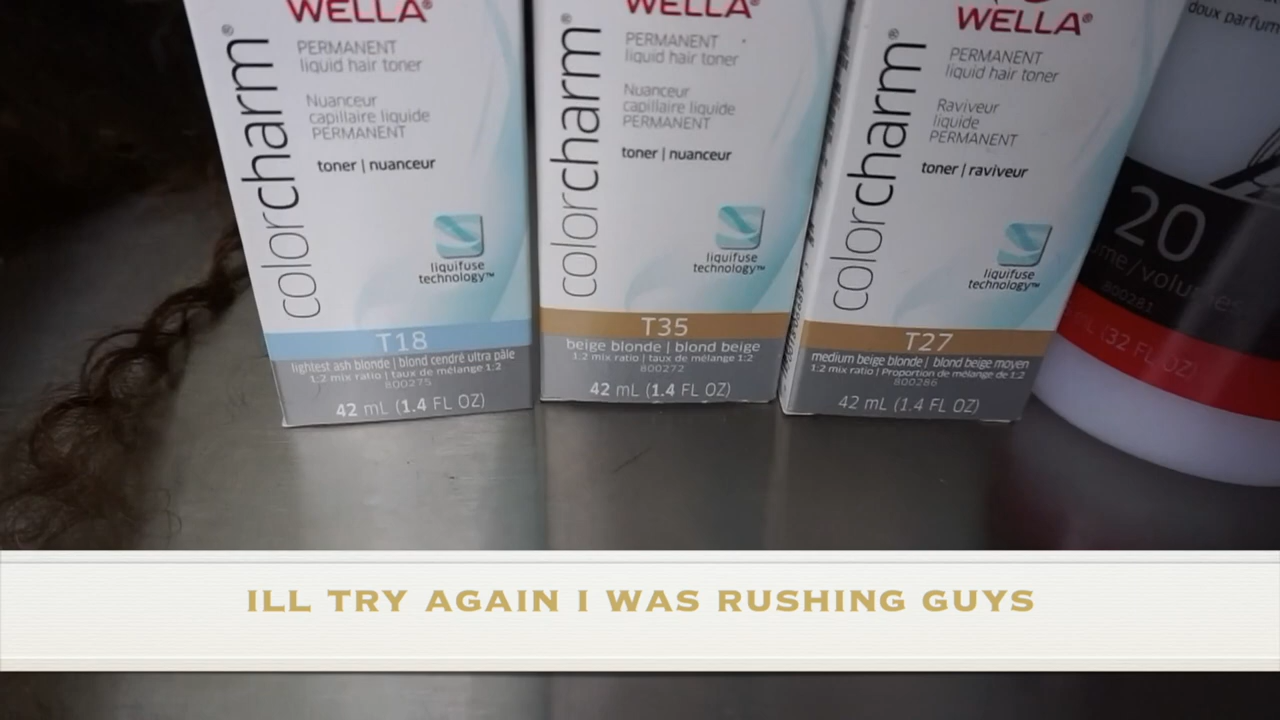 WELLA®
PERMANENT
liquid hair toner
Nuanceur
capillaire liquide
PERMANENT
toner | nuanceur
colorcharm®
liquifuse
technology™
T18
lightest ash blonde | blond cendré ultra pâle
1:2 mix ratio | taux de mélange 1:2
800275
42 mL (1.4 FL OZ)
WELLA®
PERMANENT
liquid hair toner
Nuanceur
capillaire liquide
PERMANENT
toner | nuanceur
colorcharm®
liquifuse
technology™
T35
beige blonde | blond beige
1:2 mix ratio | taux de mélange 1:2
800272
42 mL (1.4 FL OZ)
WELLA®
PERMANENT
liquid hair toner
Raviveur
liquide
PERMANENT
toner | raviveur
colorcharm®
liquifuse
technology™
T27
medium beige blonde | blond beige moyen
1:2 mix ratio | Proportion de mélange de 1:2
800286
42 mL (1.4 FL OZ)
doux parfum
20
800281
(32 FL OZ)
ILL TRY AGAIN I WAS RUSHING GUYS